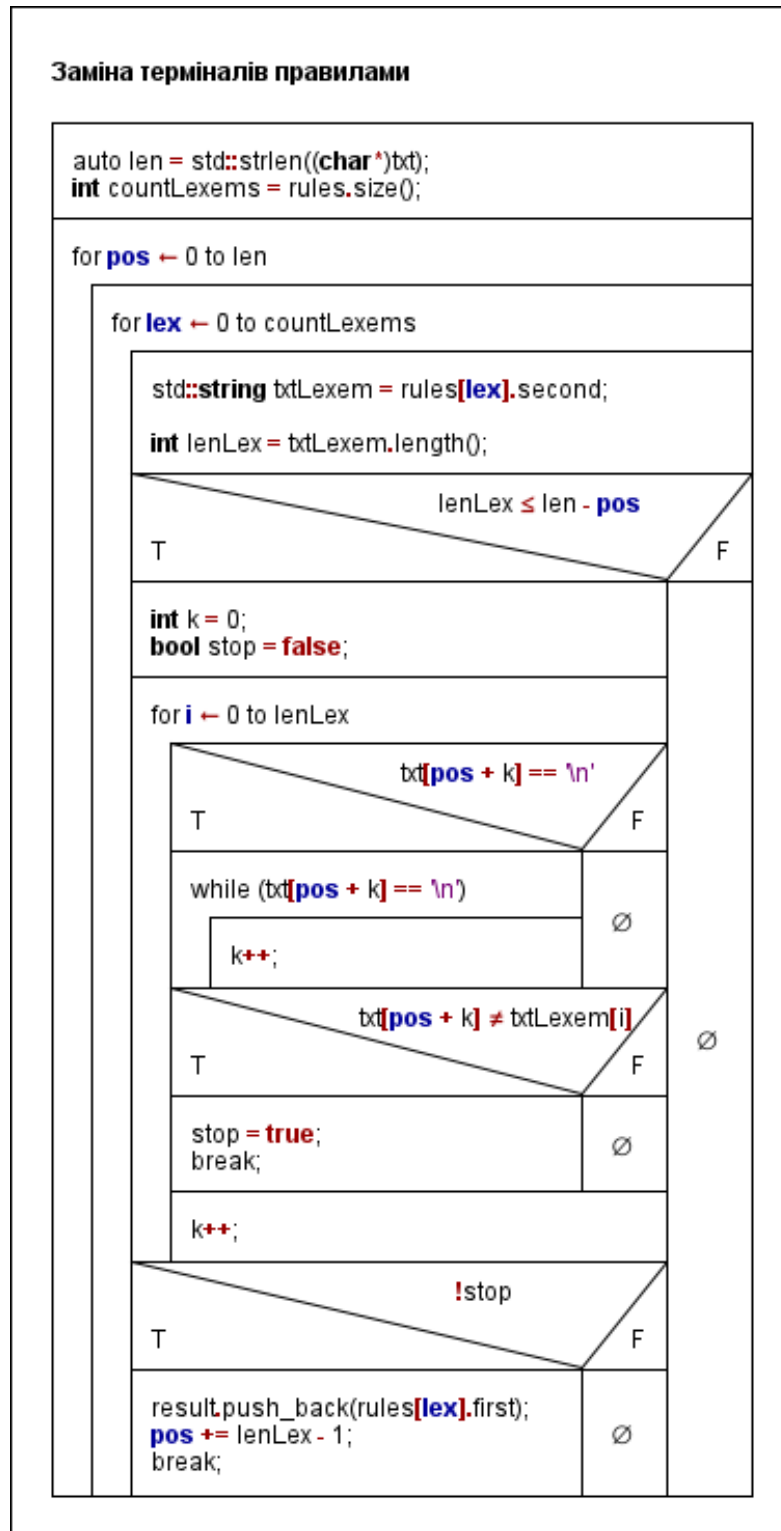 Заміна терміналів правилами
auto len = std::strlen((char*)txt);
int countLexems = rules.size();
for pos ← 0 to len
for lex ← 0 to countLexems
std::string txtLexem = rules[lex].second;
int lenLex = txtLexem.length();
lenLex ≤ len - pos
T F
int k = 0;
bool stop = false;
for i ← 0 to lenLex
txt[pos + k] == '\n'
T F
while (txt[pos + k] == '\n')
∅
k++;
txt[pos + k] ≠ txtLexem[i]
∅
T F
stop = true;
∅
break;
k++;
!stop
T F
result.push_back(rules[lex].first);
pos += lenLex - 1;
∅
break;